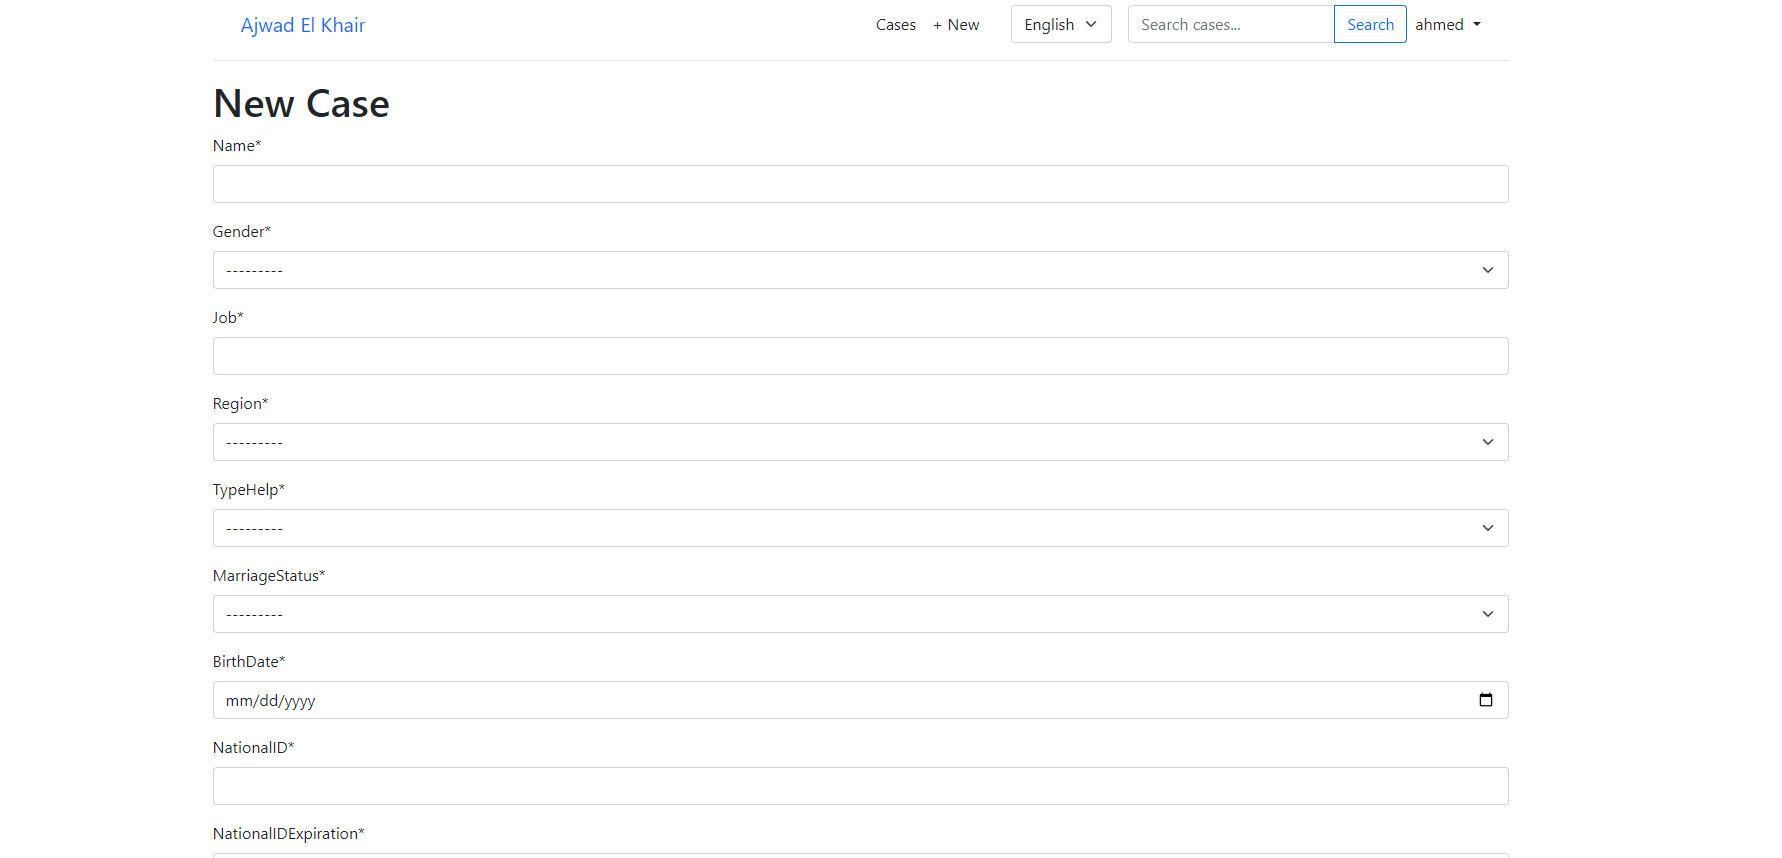 Ajwad El Khair Cases + New English Search cases... Search ahmed
New Case
Name*
Gender*
---------
Job*
Region*
---------
TypeHelp*
---------
MarriageStatus*
---------
BirthDate*
mm/dd/yyyy
NationalID*
NationalIDExpiration*